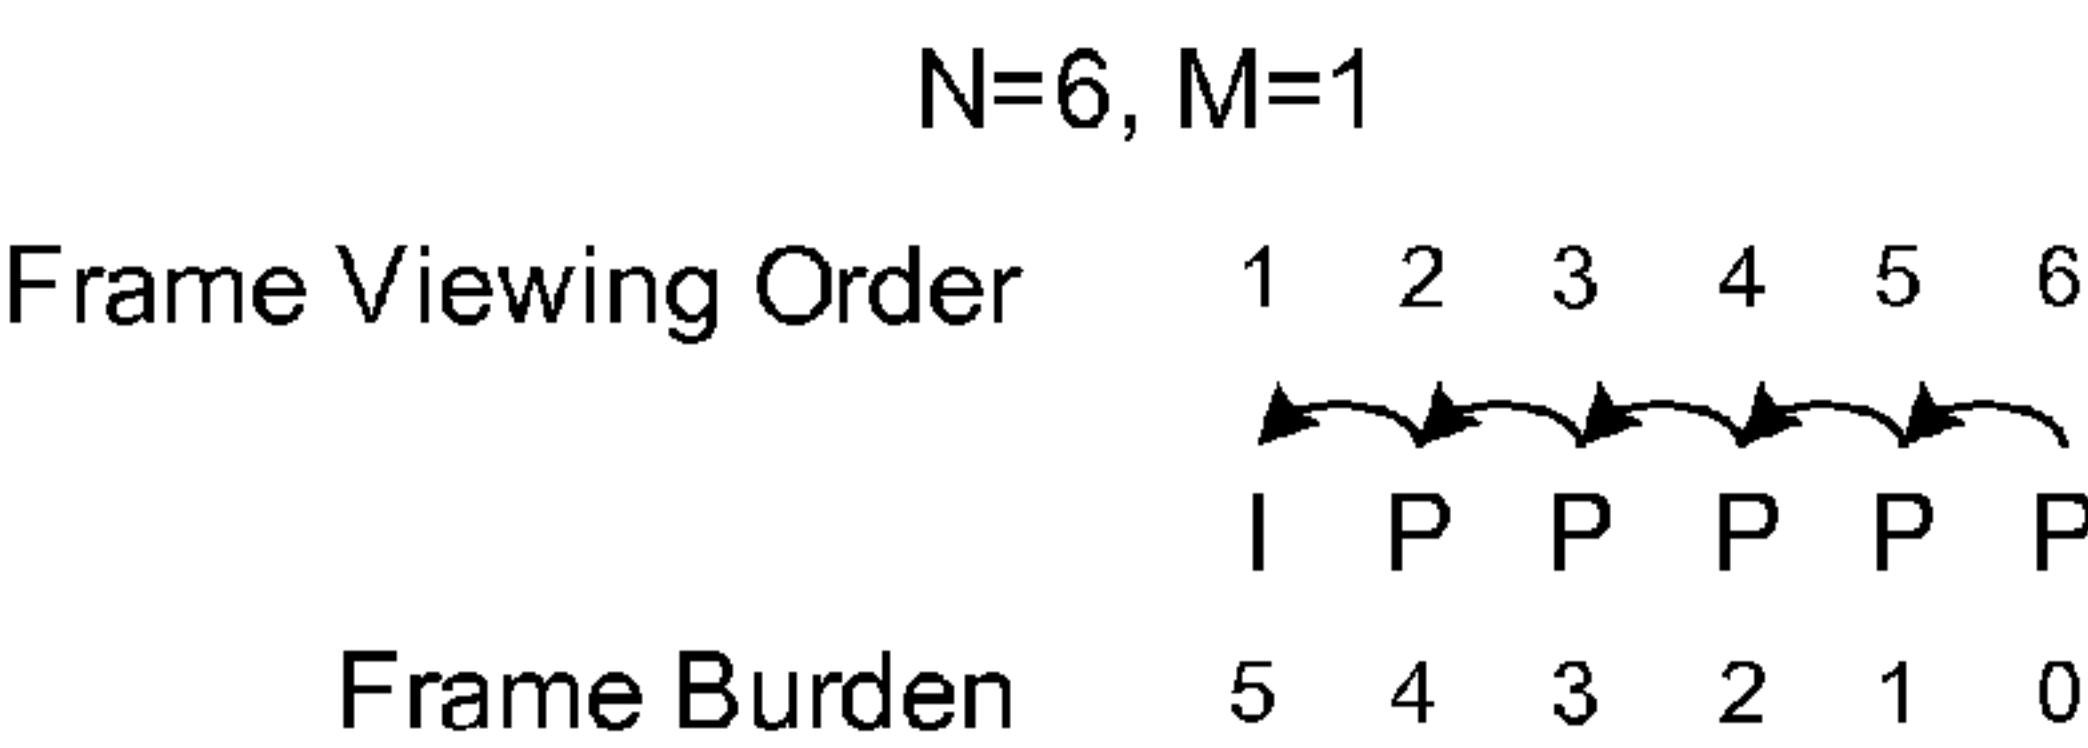 N=6, M=1
Frame Viewing Order 1 2 3 4 5 6
I P P P P P
Frame Burden 5 4 3 2 1 0